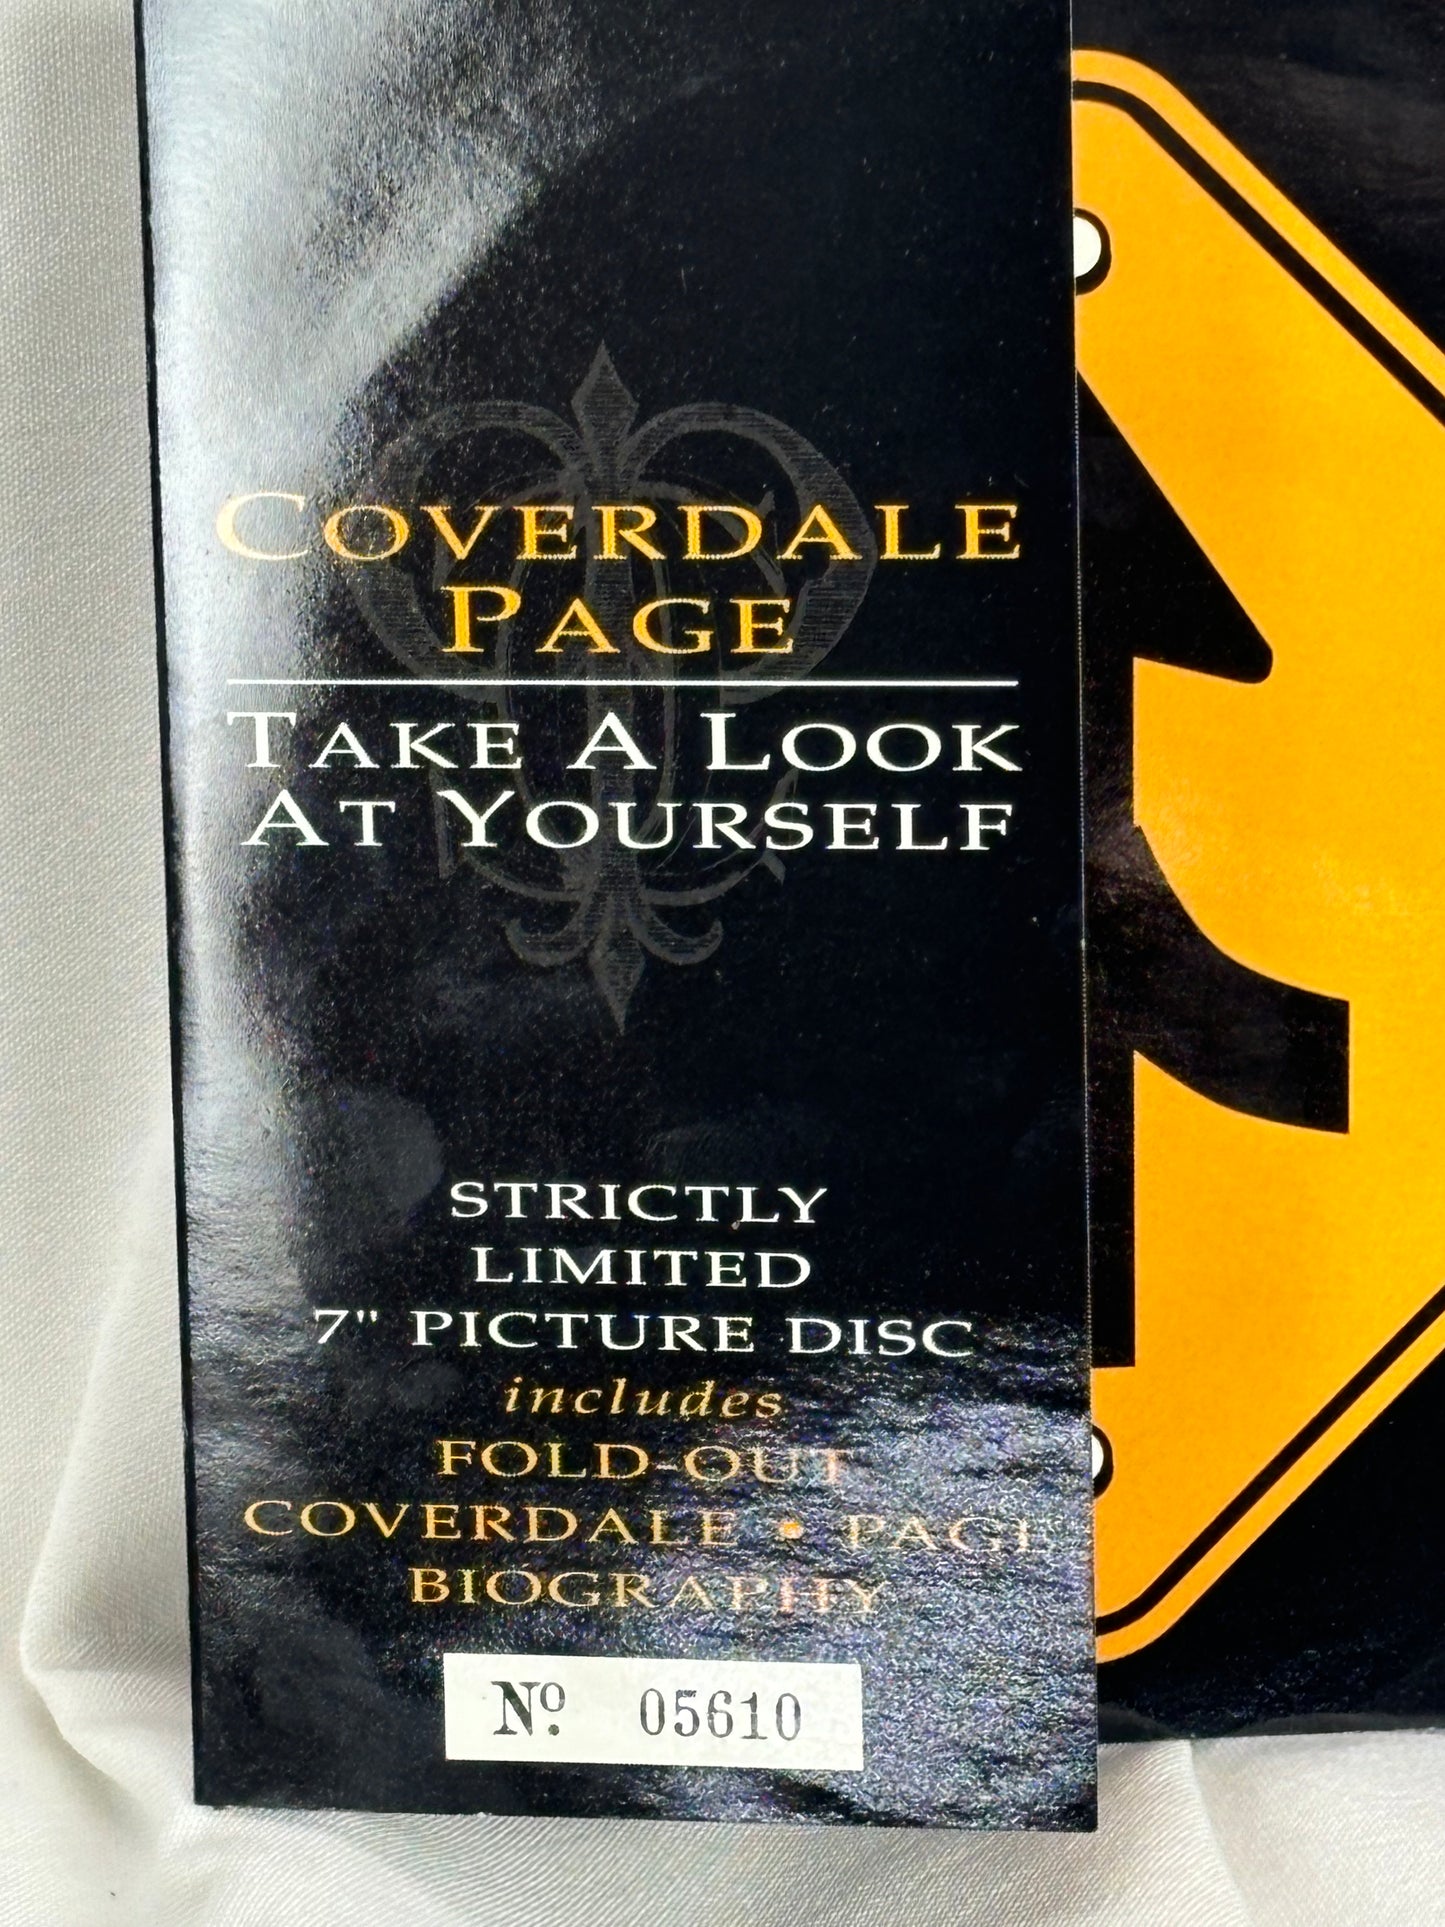 COVERDALE
PAGE
TAKE A LOOK
AT YOURSELF
STRICTLY
LIMITED
7" PICTURE DISC
includes
FOLD-OUT
COVERDALE • PAGE
BIOGRAPHY
Nº. 05610